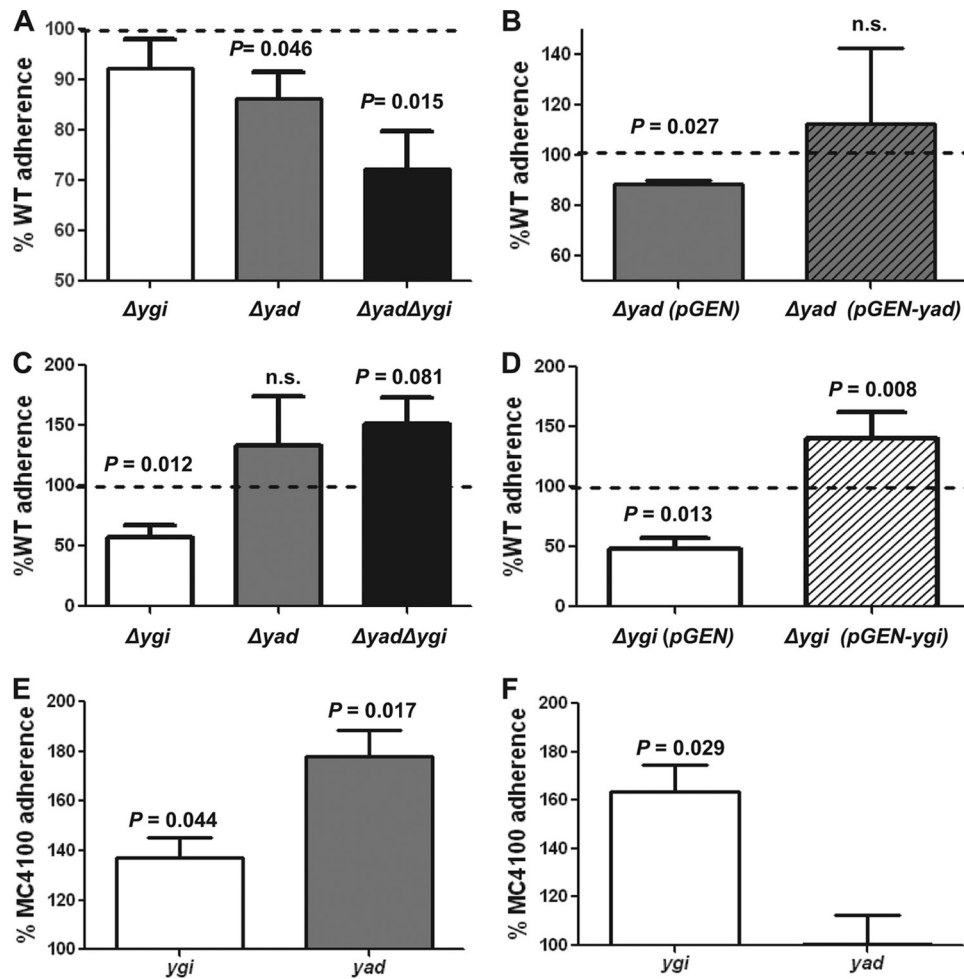 A
% WT adherence
100
90
80
70
60
50
P= 0.046
P= 0.015
Δygi
Δyad
ΔyadΔygi
B
%WT adherence
140
120
100
80
60
P = 0.027
n.s.
Δyad (pGEN)
Δyad (pGEN-yad)
C
%WT adherence
200
150
100
50
0
P = 0.012
n.s.
P = 0.081
Δygi
Δyad
ΔyadΔygi
D
%WT adherence
200
150
100
50
0
P = 0.013
P = 0.008
Δygi (pGEN)
Δygi (pGEN-ygi)
E
% MC4100 adherence
200
180
160
140
120
100
P = 0.044
P = 0.017
ygi
yad
F
% MC4100 adherence
200
180
160
140
120
100
P = 0.029
ygi
yad